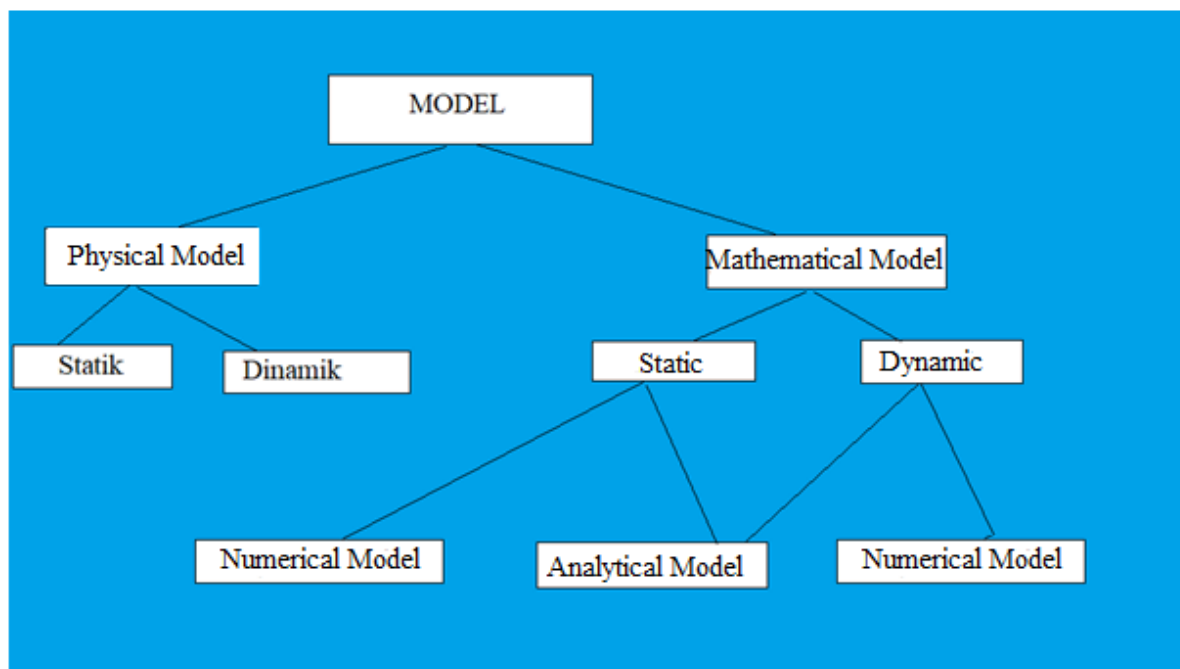 MODEL
Physical Model
Mathematical Model
Statik
Dinamik
Static
Dynamic
Numerical Model
Analytical Model
Numerical Model